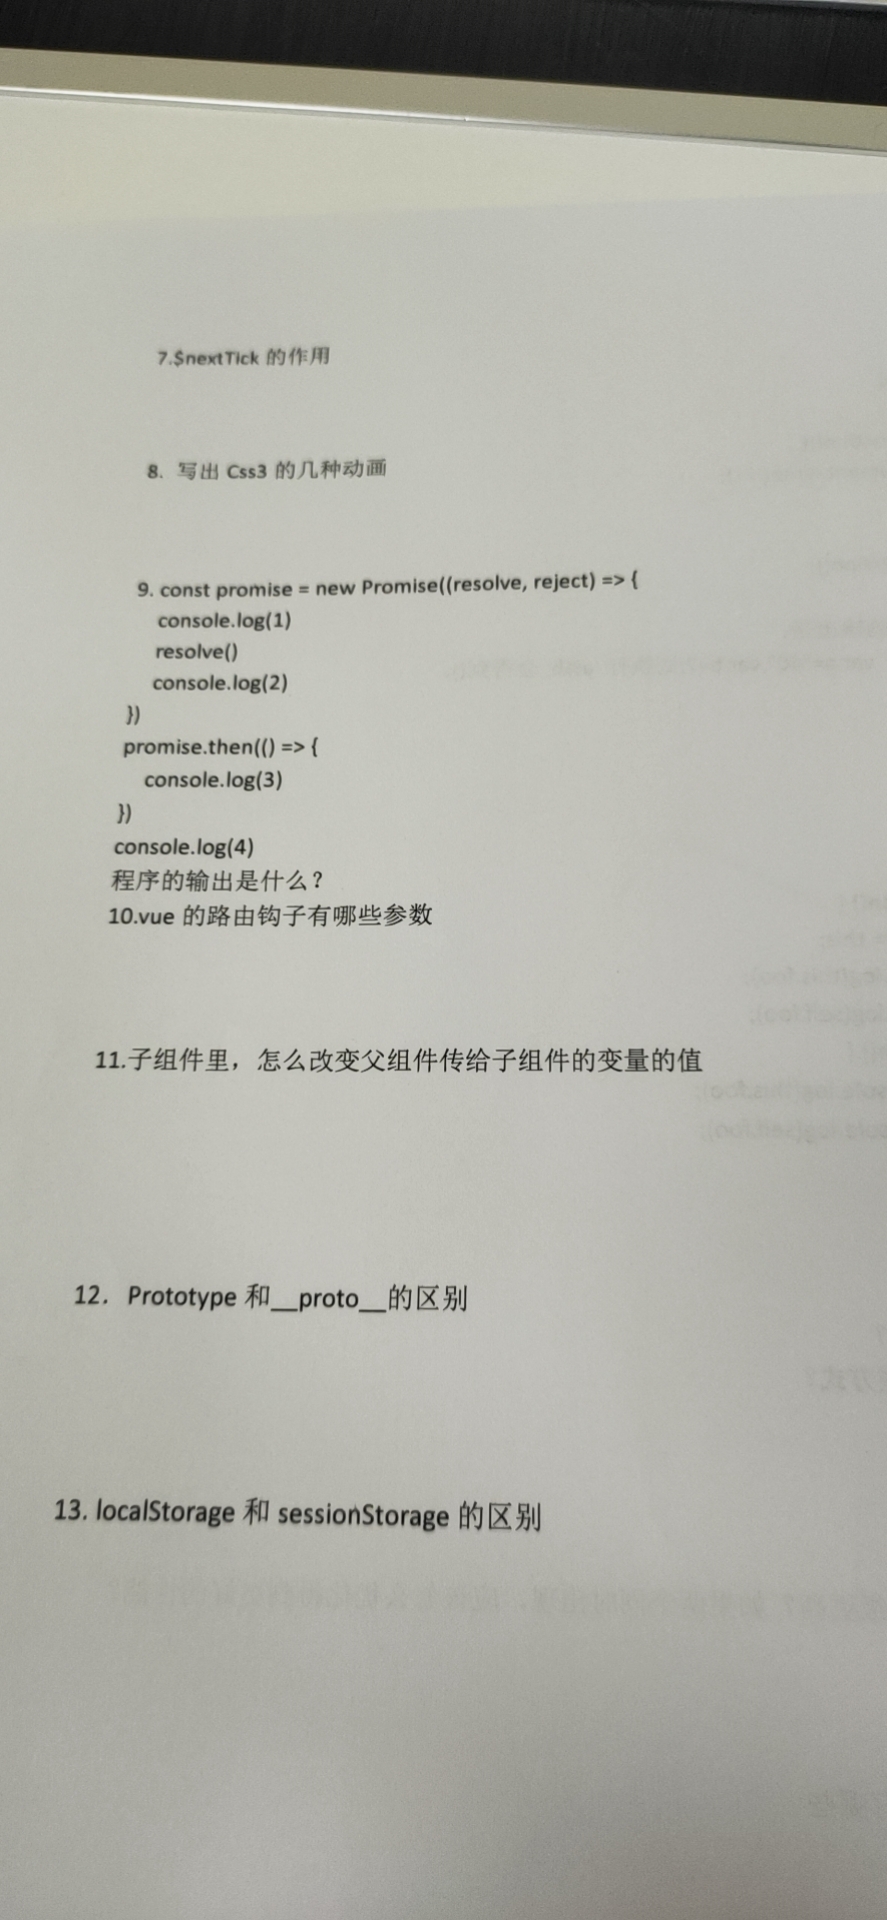 7.$nextTick 的作用
8. 写出 Css3 的几种动画
9. const promise = new Promise((resolve, reject) => {
console.log(1)
resolve()
console.log(2)
})
promise.then(() => {
console.log(3)
})
console.log(4)
程序的输出是什么？
10.vue 的路由钩子有哪些参数
11.子组件里，怎么改变父组件传给子组件的变量的值
12. Prototype 和__proto__的区别
13. localStorage 和 sessionStorage 的区别